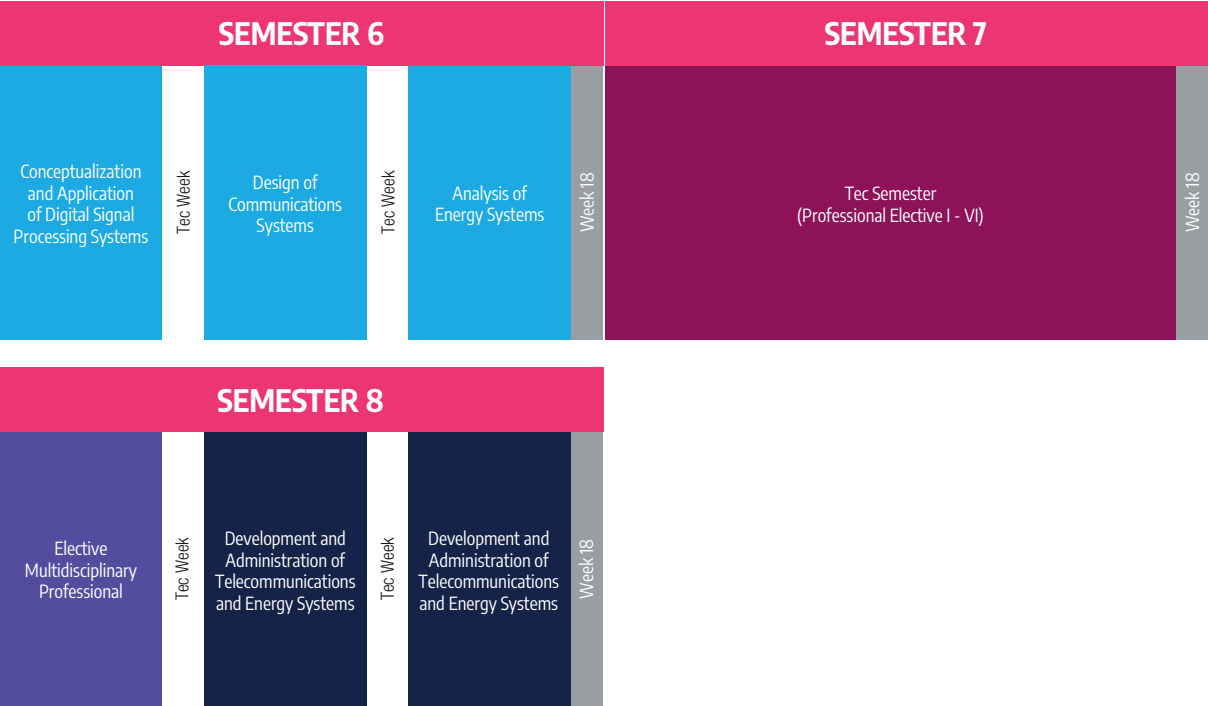 SEMESTER 6
Conceptualization
and Application
of Digital Signal
Processing Systems
Tec Week
Design of
Communications
Systems
Tec Week
Analysis of
Energy Systems
Week 18
SEMESTER 7
Tec Semester
(Professional Elective I - VI)
Week 18
SEMESTER 8
Elective
Multidisciplinary
Professional
Tec Week
Development and
Administration of
Telecommunications
and Energy Systems
Tec Week
Development and
Administration of
Telecommunications
and Energy Systems
Week 18